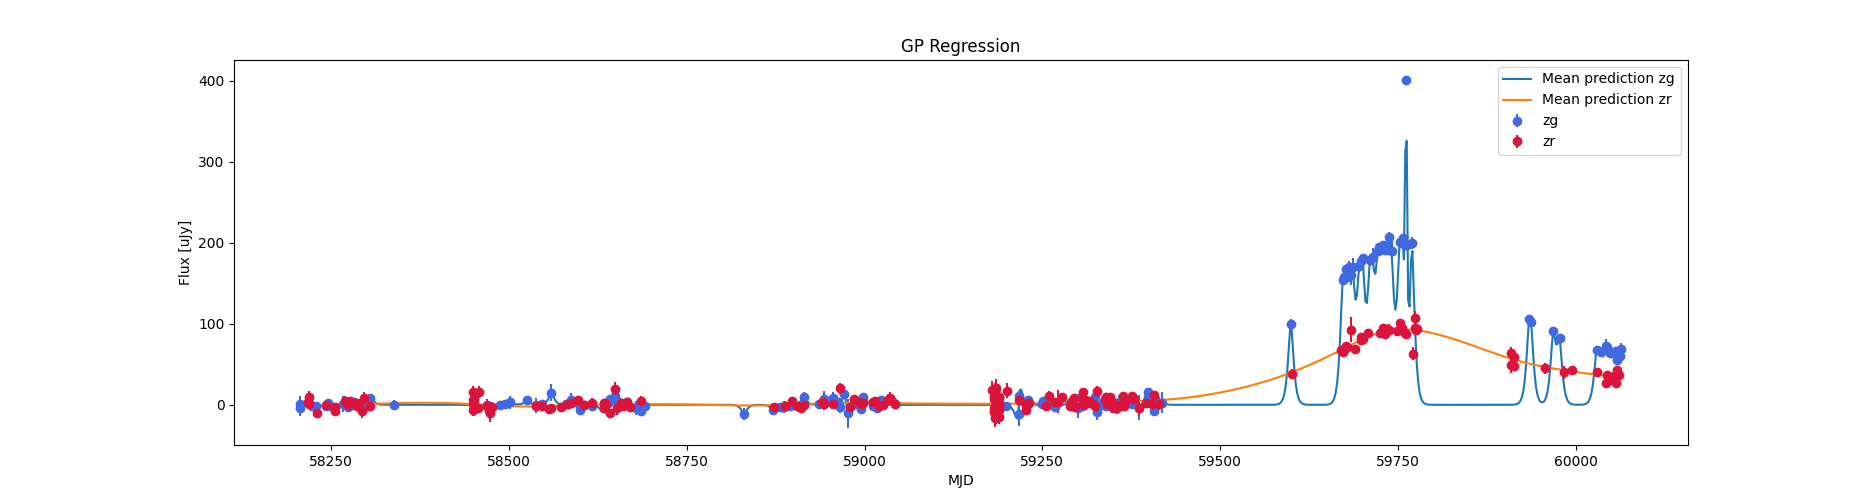 GP Regression
Flux [uJy]
400
300
200
100
0
Mean prediction zg
Mean prediction zr
zg
zr
58250
58500
58750
59000
59250
59500
59750
60000
MJD